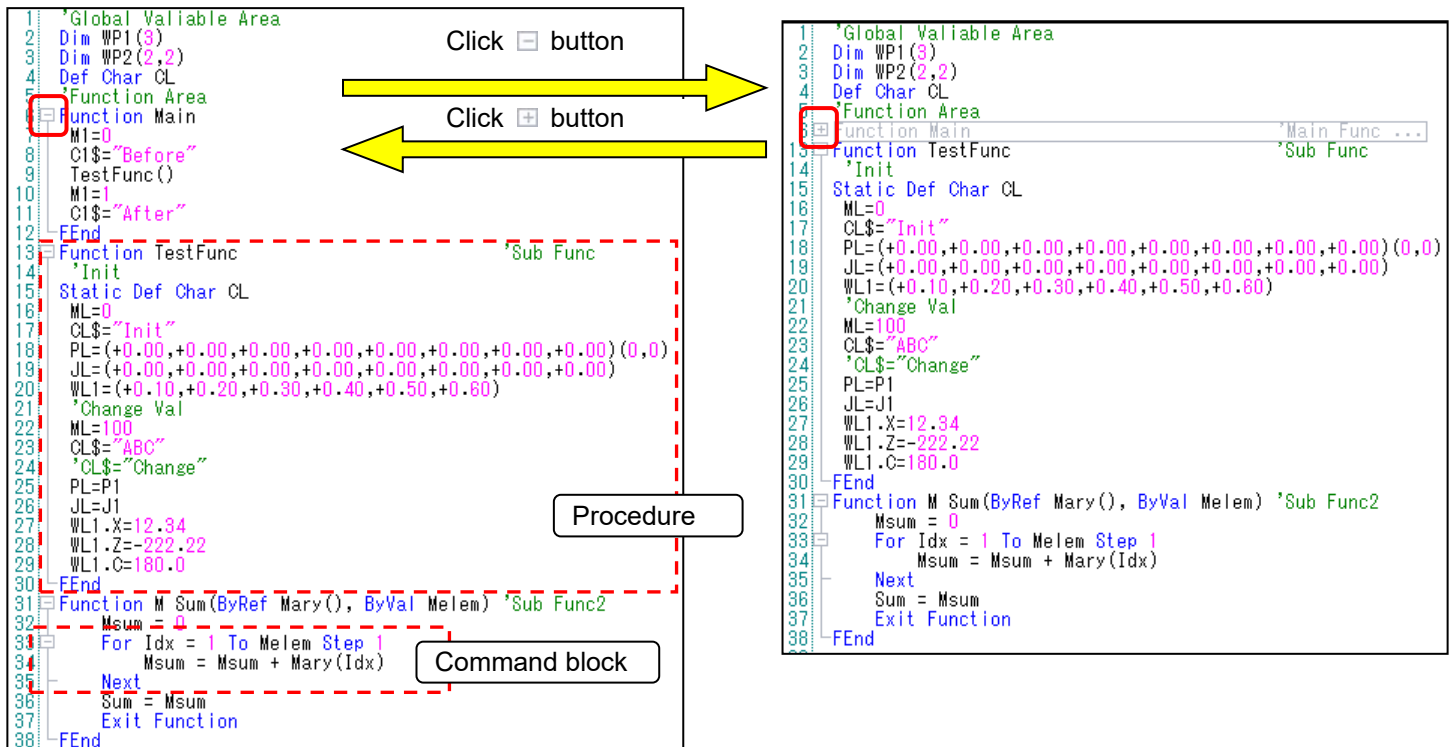 1 'Global Valiable Area
2 Dim WP1(3)
3 Dim WP2(2,2)
4 Def Char CL
5 'Function Area
6 Function Main
7 M1=0
8 C1$="Before"
9 TestFunc()
10 M1=1
11 C1$="After"
12 FEnd
13 Function TestFunc 'Sub Func
14 'Init
15 Static Def Char CL
16 ML=0
17 CL$="Init"
18 PL=(+0.00,+0.00,+0.00,+0.00,+0.00,+0.00,+0.00,+0.00)(0,0)
19 JL=(+0.00,+0.00,+0.00,+0.00,+0.00,+0.00,+0.00,+0.00)
20 WL1=(+0.10,+0.20,+0.30,+0.40,+0.50,+0.60)
21 'Change Val
22 ML=100
23 CL$="ABC"
24 'CL$="Change"
25 PL=P1
26 JL=J1
27 WL1.X=12.34
28 WL1.Z=-222.22
29 WL1.C=180.0
30 FEnd
31 Function M Sum(ByRef Mary(), ByVal Melem) 'Sub Func2
32 Msum = 0
33 For Idx = 1 To Melem Step 1
34 Msum = Msum + Mary(Idx)
35 Next
36 Sum = Msum
37 Exit Function
38 FEnd
Procedure
Command block
Click button
Click button
1 'Global Valiable Area
2 Dim WP1(3)
3 Dim WP2(2,2)
4 Def Char CL
5 'Function Area
6 Function Main 'Main Func ...
13 Function TestFunc 'Sub Func
14 'Init
15 Static Def Char CL
16 ML=0
17 CL$="Init"
18 PL=(+0.00,+0.00,+0.00,+0.00,+0.00,+0.00,+0.00,+0.00)(0,0)
19 JL=(+0.00,+0.00,+0.00,+0.00,+0.00,+0.00,+0.00,+0.00)
20 WL1=(+0.10,+0.20,+0.30,+0.40,+0.50,+0.60)
21 'Change Val
22 ML=100
23 CL$="ABC"
24 'CL$="Change"
25 PL=P1
26 JL=J1
27 WL1.X=12.34
28 WL1.Z=-222.22
29 WL1.C=180.0
30 FEnd
31 Function M Sum(ByRef Mary(), ByVal Melem) 'Sub Func2
32 Msum = 0
33 For Idx = 1 To Melem Step 1
34 Msum = Msum + Mary(Idx)
35 Next
36 Sum = Msum
37 Exit Function
38 FEnd